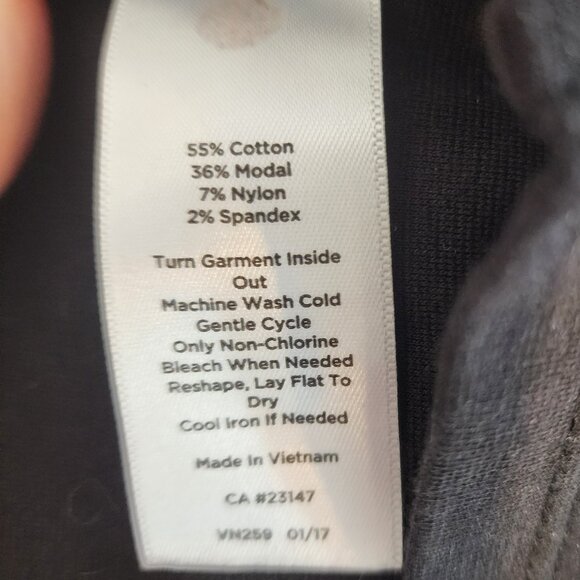 55% Cotton
36% Modal
7% Nylon
2% Spandex
Turn Garment Inside
Out
Machine Wash Cold
Gentle Cycle
Only Non-Chlorine
Bleach When Needed
Reshape, Lay Flat To
Dry
Cool Iron If Needed
Made In Vietnam
CA #23147
VN259 01/17